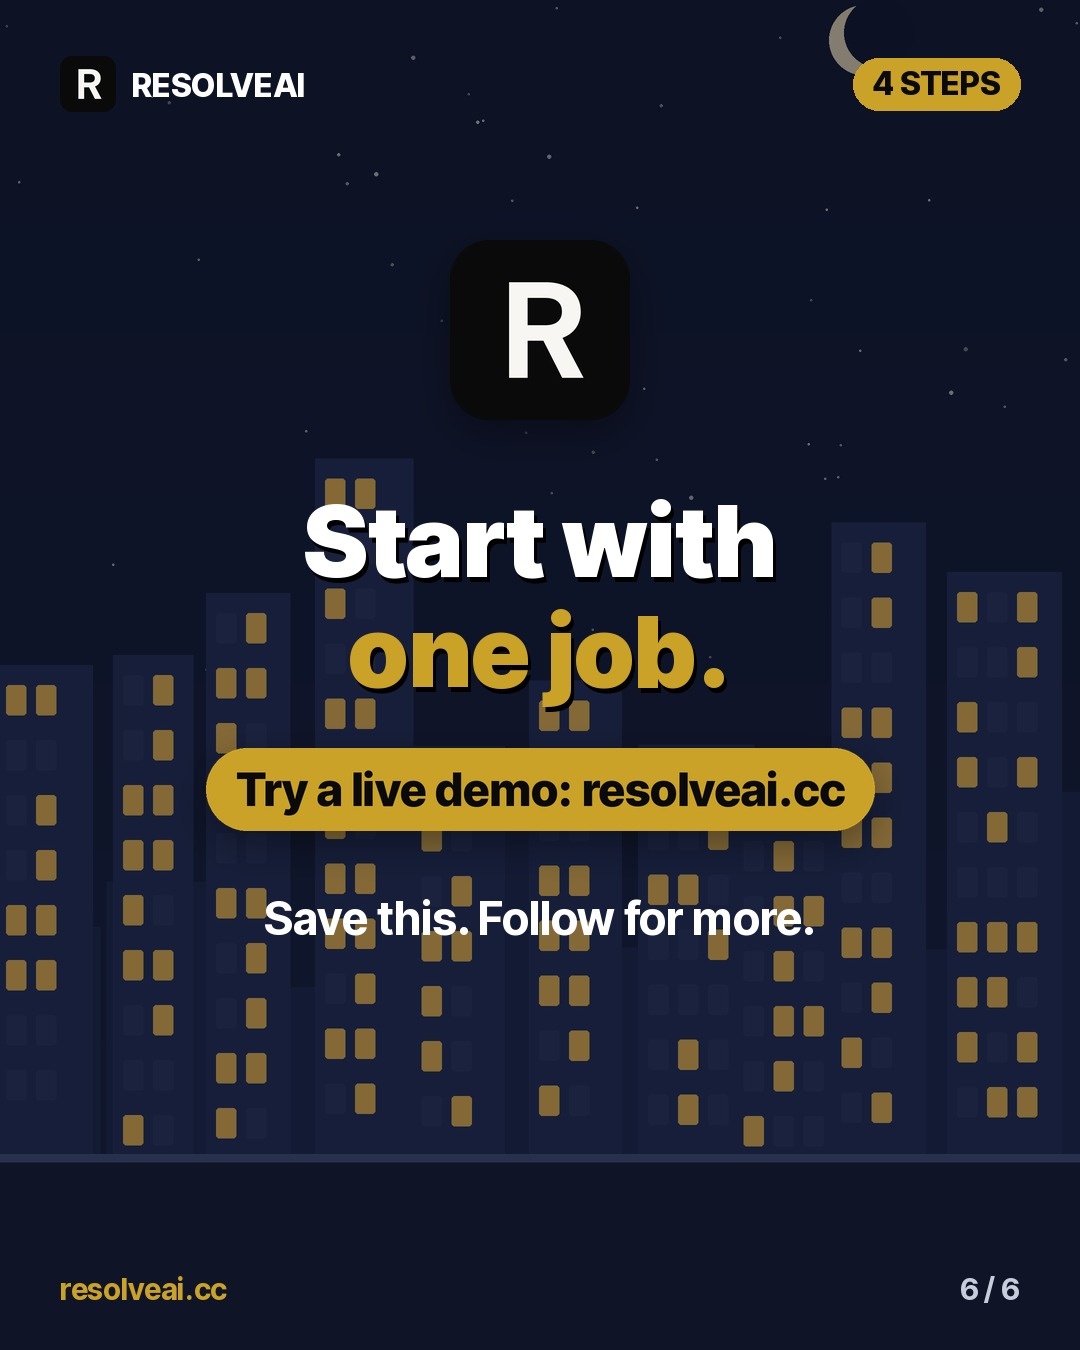 R RESOLVEAI
4 STEPS
R
Start with
one job.
Try a live demo: resolveai.cc
Save this. Follow for more.
resolveai.cc
6 / 6